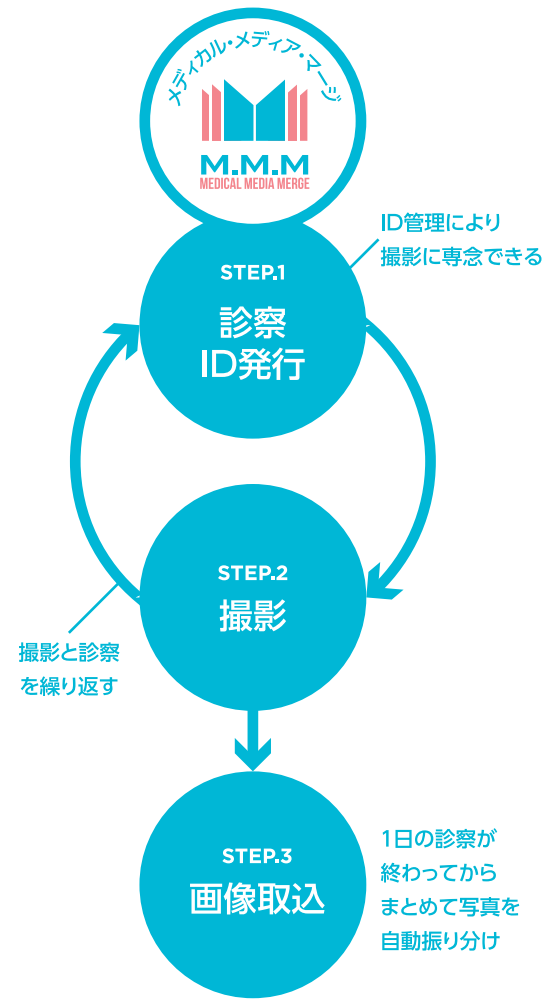 メディカル・メディア・マージ
M.M.M
MEDICAL MEDIA MERGE
STEP.1
診察
ID発行
ID管理により
撮影に専念できる
STEP.2
撮影
撮影と診察
を繰り返す
STEP.3
画像取込
1日の診察が
終わってから
まとめて写真を
自動振り分け